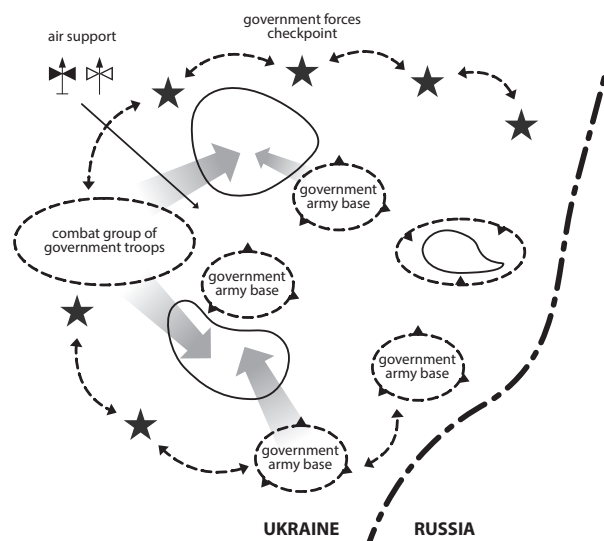 government forces
checkpoint
air support
government
army base
combat group of
government troops
government
army base
government
army base
government
army base
UKRAINE
RUSSIA